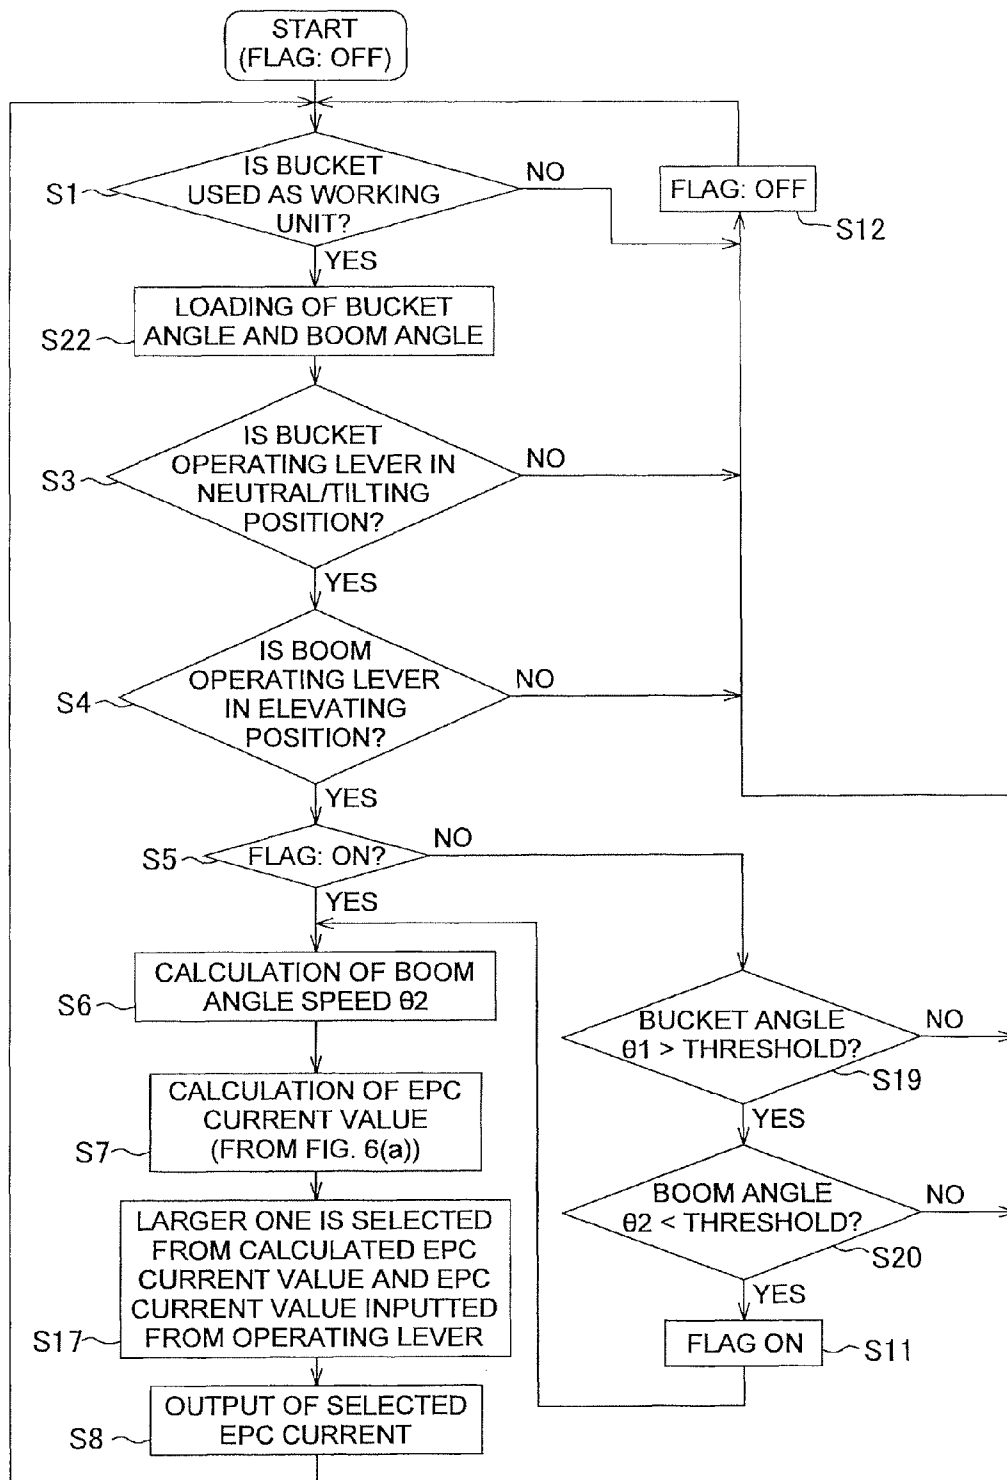 START
(FLAG: OFF)
IS BUCKET
USED AS WORKING
UNIT?
S1
NO
FLAG: OFF
S12
YES
LOADING OF BUCKET
ANGLE AND BOOM ANGLE
S22
IS BUCKET
OPERATING LEVER IN
NEUTRAL/TILTING
POSITION?
S3
NO
YES
IS BOOM
OPERATING LEVER
IN ELEVATING
POSITION?
S4
NO
YES
FLAG: ON?
S5
NO
YES
CALCULATION OF BOOM
ANGLE SPEED θ2
S6
BUCKET ANGLE
θ1 > THRESHOLD?
NO
S19
YES
CALCULATION OF EPC
CURRENT VALUE
(FROM FIG. 6(a))
S7
BOOM ANGLE
θ2 < THRESHOLD?
NO
S20
YES
LARGER ONE IS SELECTED
FROM CALCULATED EPC
CURRENT VALUE AND EPC
CURRENT VALUE INPUTTED
FROM OPERATING LEVER
S17
FLAG ON
S11
OUTPUT OF SELECTED
EPC CURRENT
S8